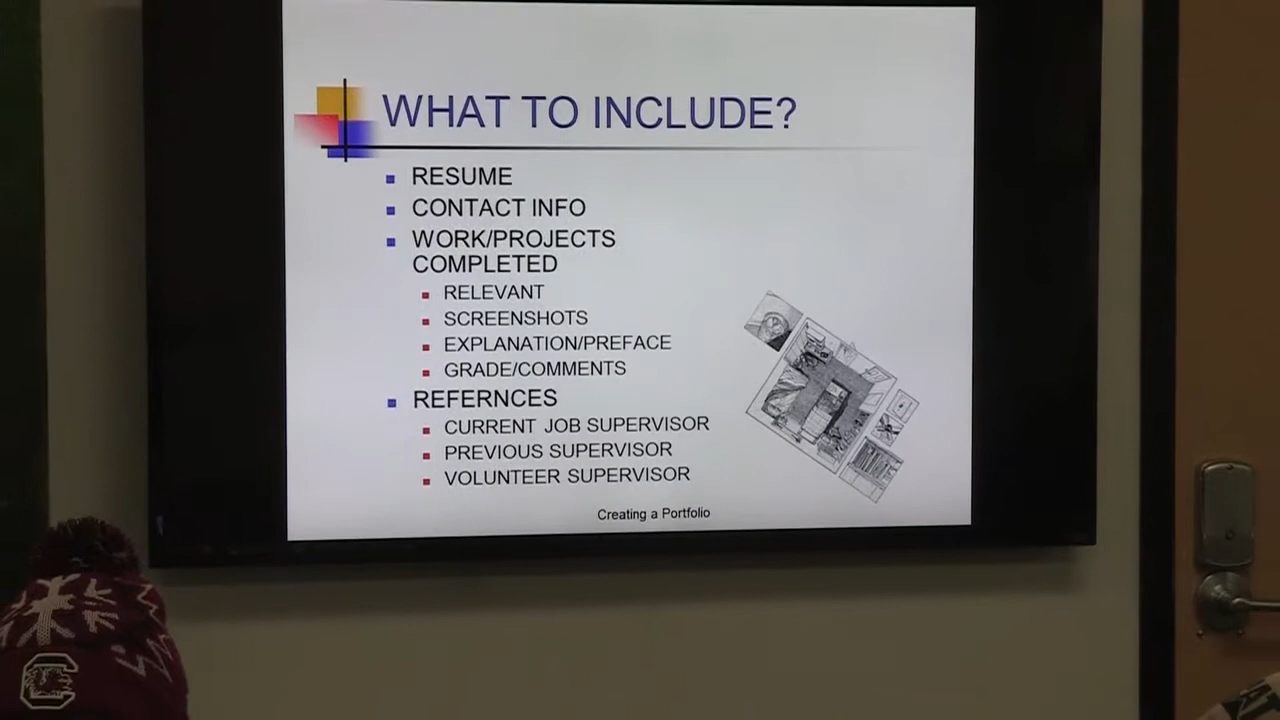 WHAT TO INCLUDE?
RESUME
CONTACT INFO
WORK/PROJECTS
COMPLETED
RELEVANT
SCREENSHOTS
EXPLANATION/PREFACE
GRADE/COMMENTS
REFERNCES
CURRENT JOB SUPERVISOR
PREVIOUS SUPERVISOR
VOLUNTEER SUPERVISOR
Creating a Portfolio
C